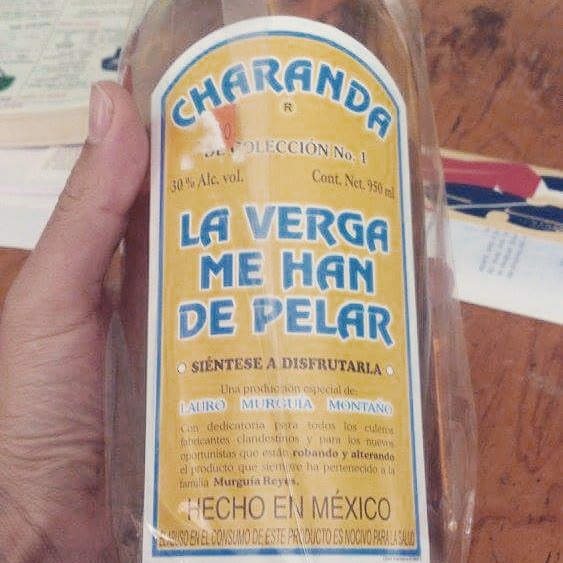 CHARANDA
®
DE COLECCIÓN No. 1
30% Alc. vol. Cont. Net. 950 ml
LA VERGA
ME HAN
DE PELAR
SIÉNTESE A DISFRUTARLA
Una producción especial de:
LAURO MURGUÍA MONTAÑO
Con dedicatoria para todos los culeros
fabricantes clandestinos y para los nuevos
oportunistas que están robando y alterando
el producto que siempre ha pertenecido a la
familia Murguía Reyes.
HECHO EN MÉXICO
EL ABUSO EN EL CONSUMO DE ESTE PRODUCTO ES NOCIVO PARA LA SALUD